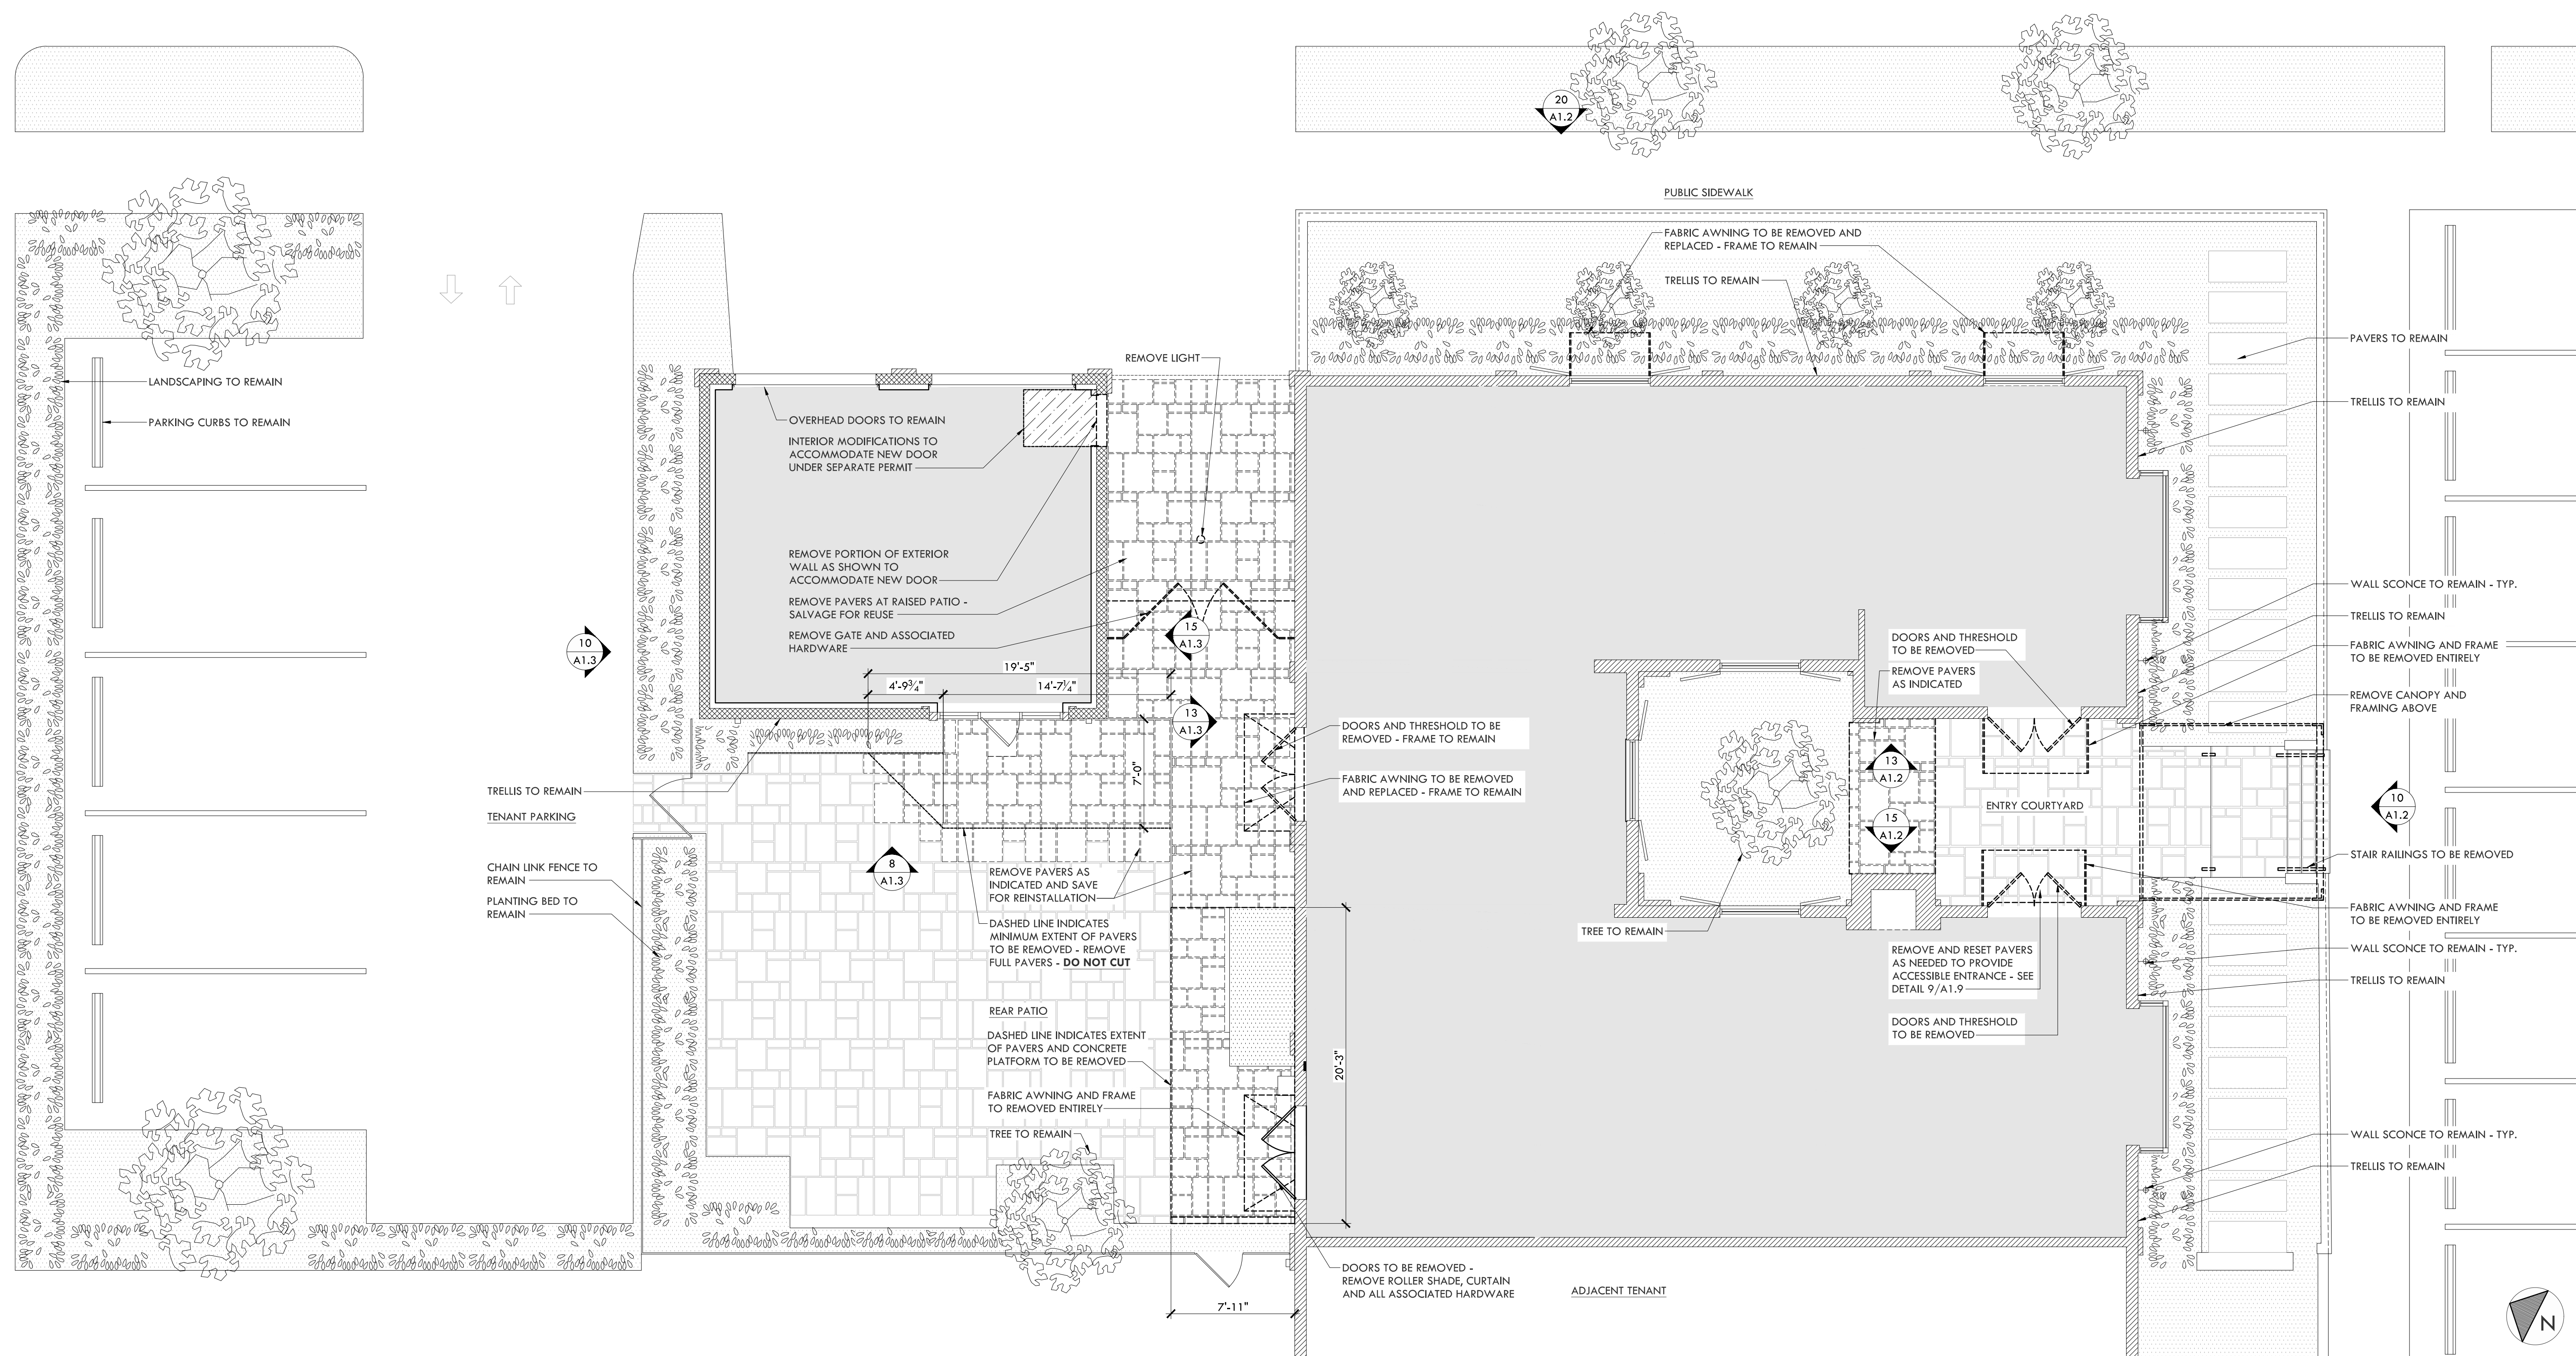 20
A1.2
PUBLIC SIDEWALK
FABRIC AWNING TO BE REMOVED AND
REPLACED - FRAME TO REMAIN
TRELLIS TO REMAIN
REMOVE LIGHT
LANDSCAPING TO REMAIN
PARKING CURBS TO REMAIN
OVERHEAD DOORS TO REMAIN
INTERIOR MODIFICATIONS TO
ACCOMMODATE NEW DOOR
UNDER SEPARATE PERMIT
REMOVE PORTION OF EXTERIOR
WALL AS SHOWN TO
ACCOMMODATE NEW DOOR
REMOVE PAVERS AT RAISED PATIO -
SALVAGE FOR REUSE
REMOVE GATE AND ASSOCIATED
HARDWARE
10
A1.3
15
A1.3
19'-5"
4'-9¾"
14'-7¼"
13
A1.3
7'-0"
TRELLIS TO REMAIN
TENANT PARKING
CHAIN LINK FENCE TO
REMAIN
PLANTING BED TO
REMAIN
8
A1.3
REMOVE PAVERS AS
INDICATED AND SAVE
FOR REINSTALLATION
DASHED LINE INDICATES
MINIMUM EXTENT OF PAVERS
TO BE REMOVED - REMOVE
FULL PAVERS - DO NOT CUT
REAR PATIO
DASHED LINE INDICATES EXTENT
OF PAVERS AND CONCRETE
PLATFORM TO BE REMOVED
FABRIC AWNING AND FRAME
TO REMOVED ENTIRELY
TREE TO REMAIN
7'-11"
20'-3"
DOORS AND THRESHOLD TO BE
REMOVED - FRAME TO REMAIN
FABRIC AWNING TO BE REMOVED
AND REPLACED - FRAME TO REMAIN
DOORS TO BE REMOVED -
REMOVE ROLLER SHADE, CURTAIN
AND ALL ASSOCIATED HARDWARE
ADJACENT TENANT
TREE TO REMAIN
DOORS AND THRESHOLD
TO BE REMOVED
REMOVE PAVERS
AS INDICATED
13
A1.2
15
A1.2
ENTRY COURTYARD
REMOVE AND RESET PAVERS
AS NEEDED TO PROVIDE
ACCESSIBLE ENTRANCE - SEE
DETAIL 9/A1.9
DOORS AND THRESHOLD
TO BE REMOVED
PAVERS TO REMAIN
TRELLIS TO REMAIN
WALL SCONCE TO REMAIN - TYP.
TRELLIS TO REMAIN
FABRIC AWNING AND FRAME
TO BE REMOVED ENTIRELY
REMOVE CANOPY AND
FRAMING ABOVE
10
A1.2
STAIR RAILINGS TO BE REMOVED
FABRIC AWNING AND FRAME
TO BE REMOVED ENTIRELY
WALL SCONCE TO REMAIN - TYP.
TRELLIS TO REMAIN
WALL SCONCE TO REMAIN - TYP.
TRELLIS TO REMAIN
N